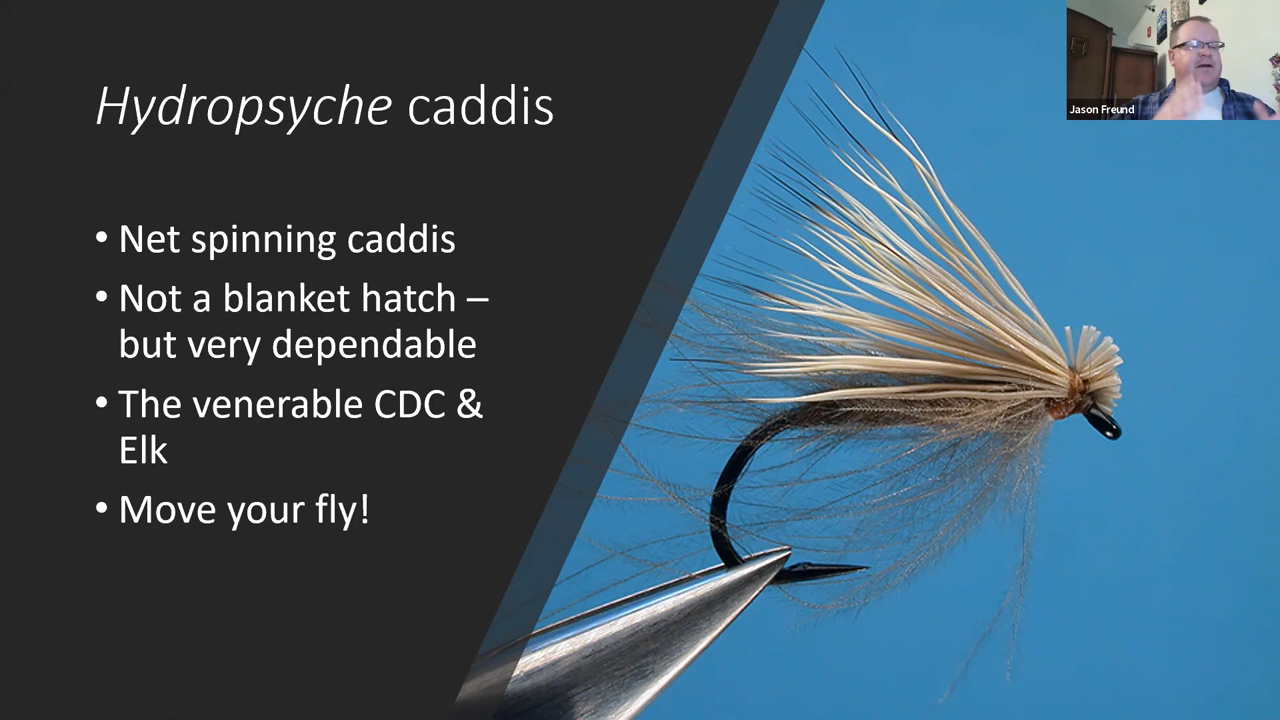 Hydropsyche caddis
• Net spinning caddis
• Not a blanket hatch –
but very dependable
• The venerable CDC &
Elk
• Move your fly!
Jason Freund